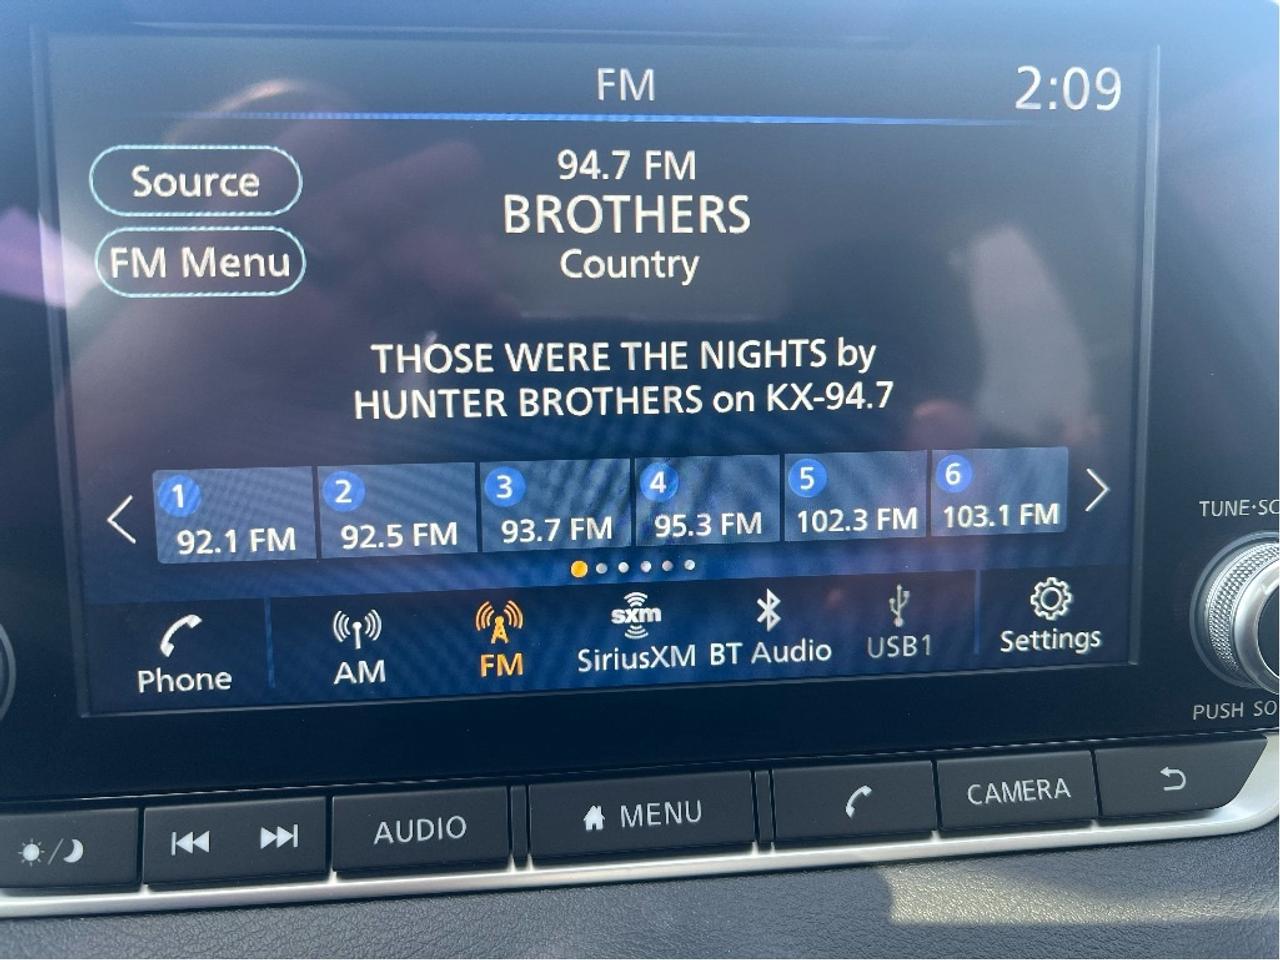 FM
2:09
94.7 FM
Source
BROTHERS
FM Menu
Country
THOSE WERE THE NIGHTS by
HUNTER BROTHERS on KX-94.7
1
2
3
4
5
6
92.1 FM
92.5 FM
93.7 FM
95.3 FM
102.3 FM
103.1 FM
TUNE·SC
sxm
Phone
AM
FM
SiriusXM
BT Audio
USB1
Settings
PUSH SO
AUDIO
MENU
CAMERA